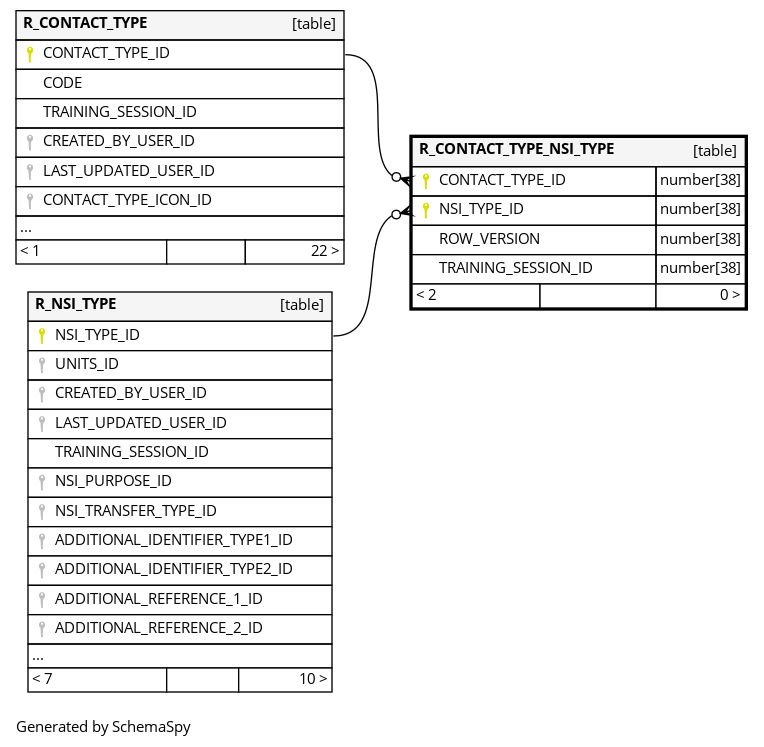 R_CONTACT_TYPE [table]
CONTACT_TYPE_ID
CODE
TRAINING_SESSION_ID
CREATED_BY_USER_ID
LAST_UPDATED_USER_ID
CONTACT_TYPE_ICON_ID
...
< 1 22 >
R_CONTACT_TYPE_NSI_TYPE [table]
CONTACT_TYPE_ID number[38]
NSI_TYPE_ID number[38]
ROW_VERSION number[38]
TRAINING_SESSION_ID number[38]
< 2 0 >
R_NSI_TYPE [table]
NSI_TYPE_ID
UNITS_ID
CREATED_BY_USER_ID
LAST_UPDATED_USER_ID
TRAINING_SESSION_ID
NSI_PURPOSE_ID
NSI_TRANSFER_TYPE_ID
ADDITIONAL_IDENTIFIER_TYPE1_ID
ADDITIONAL_IDENTIFIER_TYPE2_ID
ADDITIONAL_REFERENCE_1_ID
ADDITIONAL_REFERENCE_2_ID
...
< 7 10 >
Generated by SchemaSpy